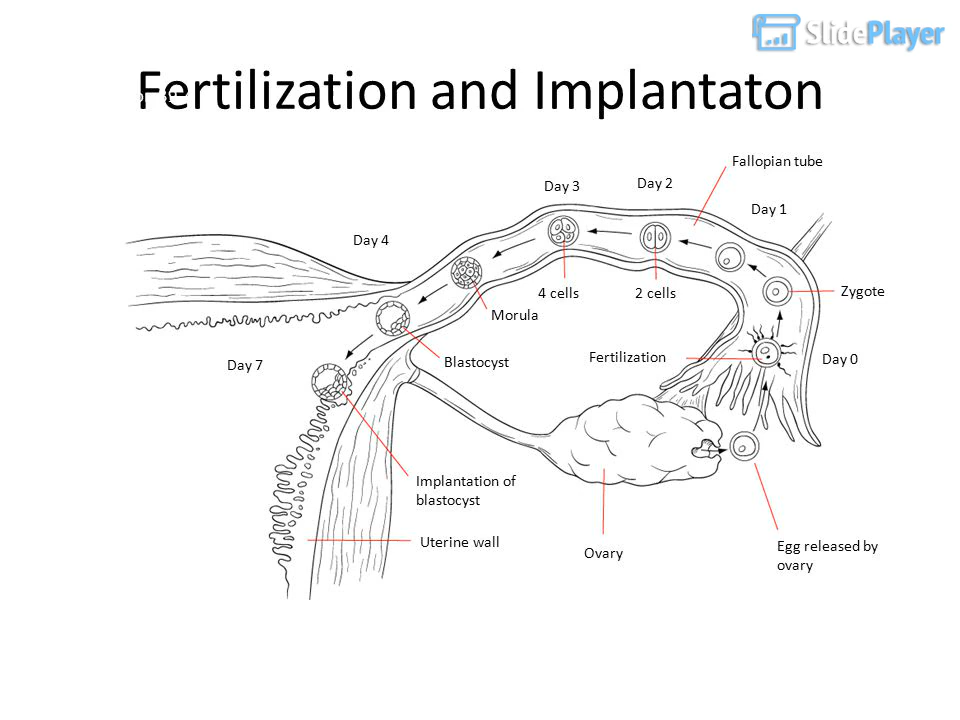 SlidePlayer
Fertilization and Implantaton
Fallopian tube
Day 3
Day 2
Day 1
Day 4
4 cells
2 cells
Zygote
Morula
Day 7
Blastocyst
Fertilization
Day 0
Implantation of
blastocyst
Uterine wall
Ovary
Egg released by
ovary